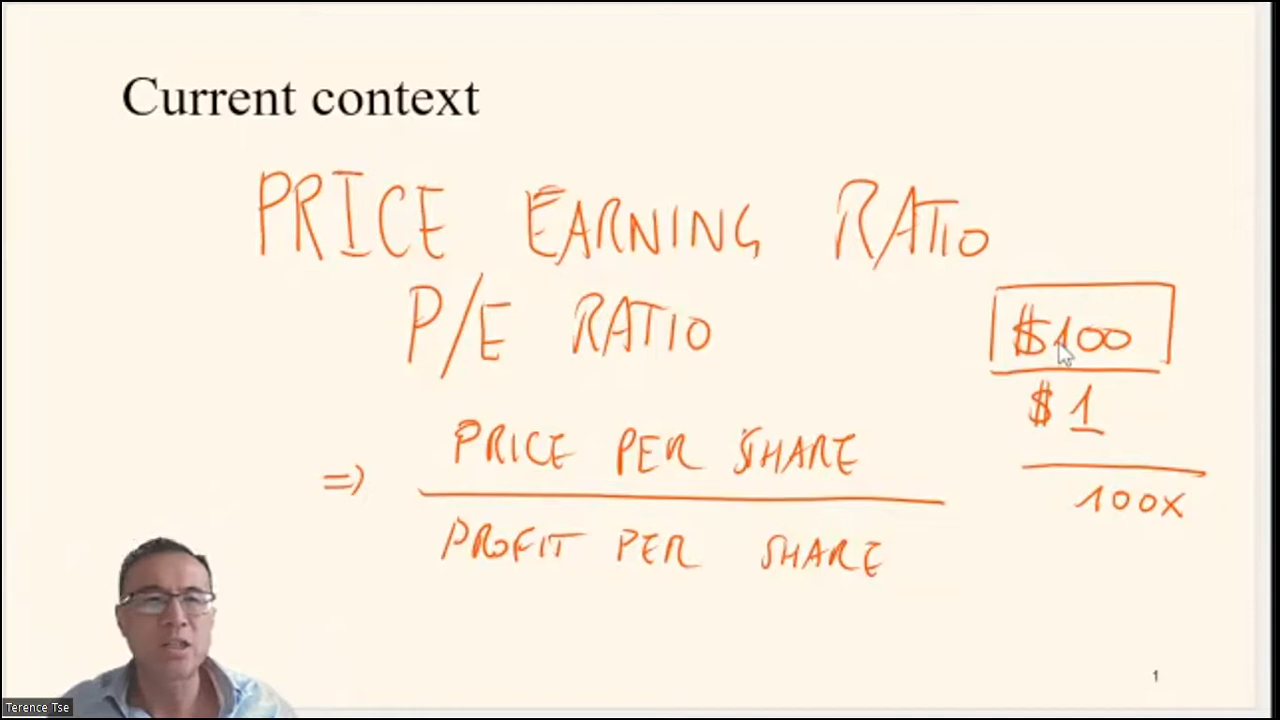 Current context
PRICE EARNING RATIO
P/E RATIO
$100
$1
100x
=> PRICE PER SHARE
PROFIT PER SHARE
Terence Tse
1